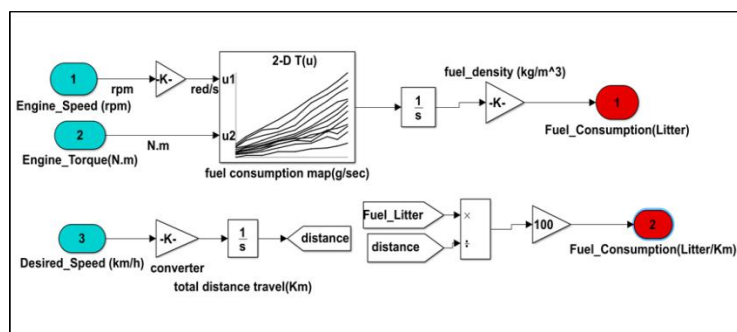 2-D T(u)
1
rpm
-K-
red/s
u1
Engine_Speed (rpm)
2
N.m
u2
Engine_Torque(N.m)
fuel consumption map(g/sec)
1
s
fuel_density (kg/m^3)
-K-
1
Fuel_Consumption(Litter)
3
-K-
1
s
distance
Desired_Speed (km/h)
converter
total distance travel(Km)
Fuel_Litter
distance
×
÷
100
2
Fuel_Consumption(Litter/Km)